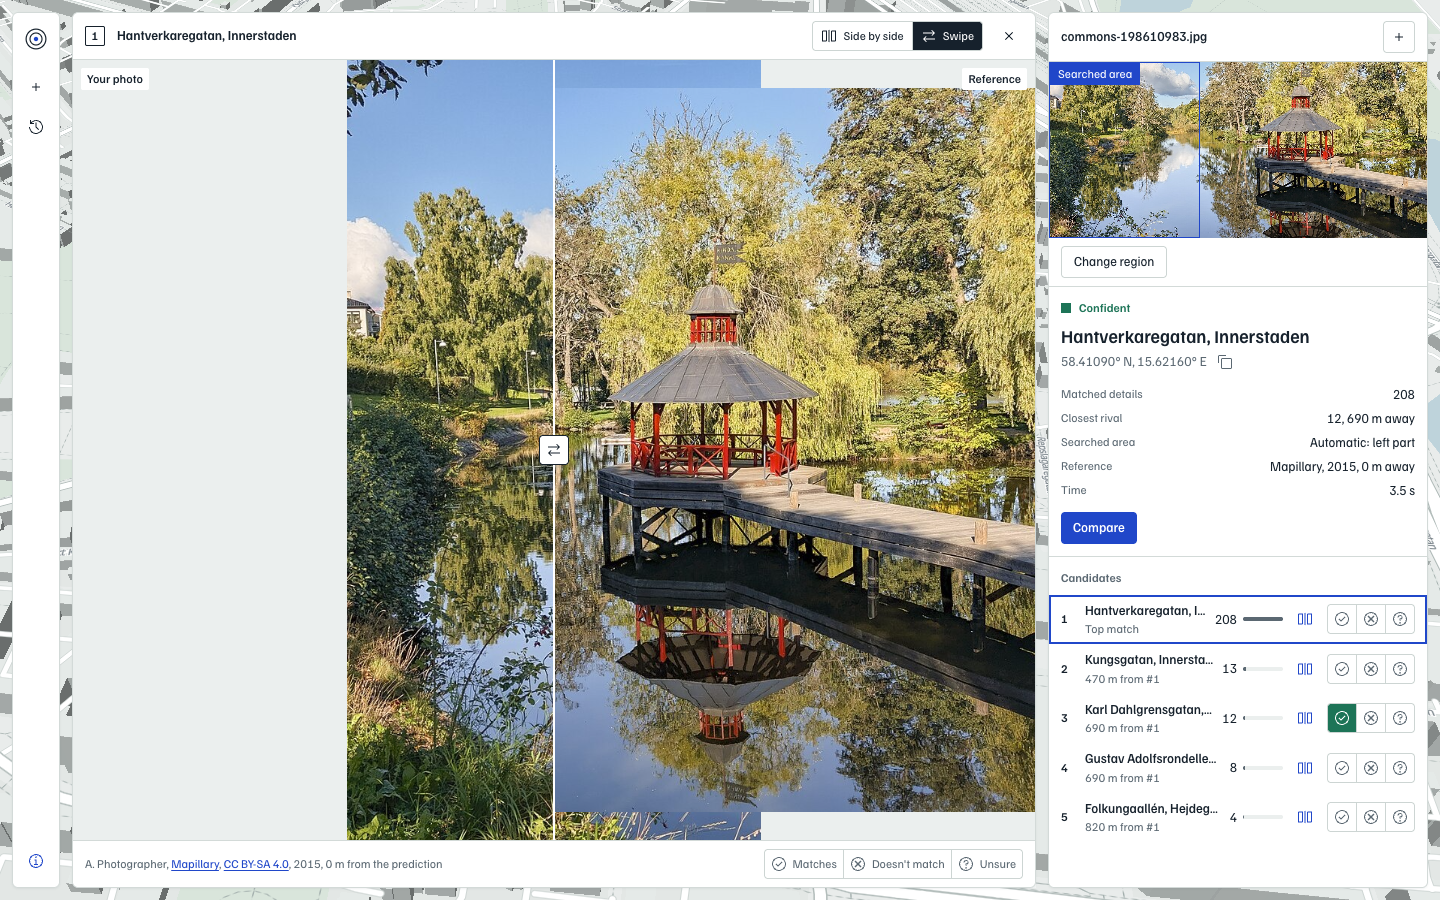 1
Hantverkaregatan, Innerstaden
Side by side
Swipe
Your photo
Reference
A. Photographer, Mapillary, CC BY-SA 4.0, 2015, 0 m from the prediction
Matches
Doesn't match
Unsure
commons-198610983.jpg
Searched area
Change region
Confident
Hantverkaregatan, Innerstaden
58.41090° N, 15.62160° E
Matched details 208
Closest rival 12, 690 m away
Searched area Automatic: left part
Reference Mapillary, 2015, 0 m away
Time 3.5 s
Compare
Candidates
1 Hantverkaregatan, I... 208
Top match
2 Kungsgatan, Innersta... 13
470 m from #1
3 Karl Dahlgrensgatan,... 12
690 m from #1
4 Gustav Adolfsrondelle... 8
690 m from #1
5 Folkungaallén, Hejdeg... 4
820 m from #1